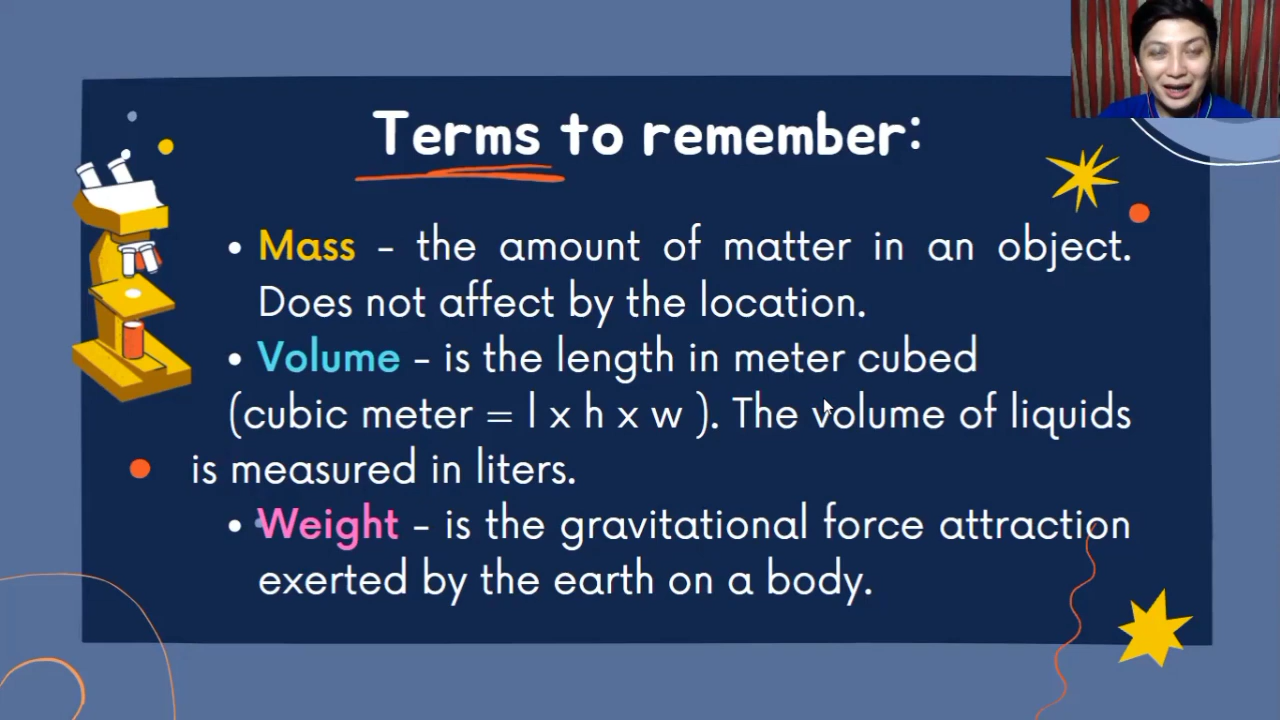 Terms to remember:
• Mass - the amount of matter in an object.
Does not affect by the location.
• Volume - is the length in meter cubed
(cubic meter = l x h x w ). The volume of liquids
is measured in liters.
• Weight - is the gravitational force attraction
exerted by the earth on a body.